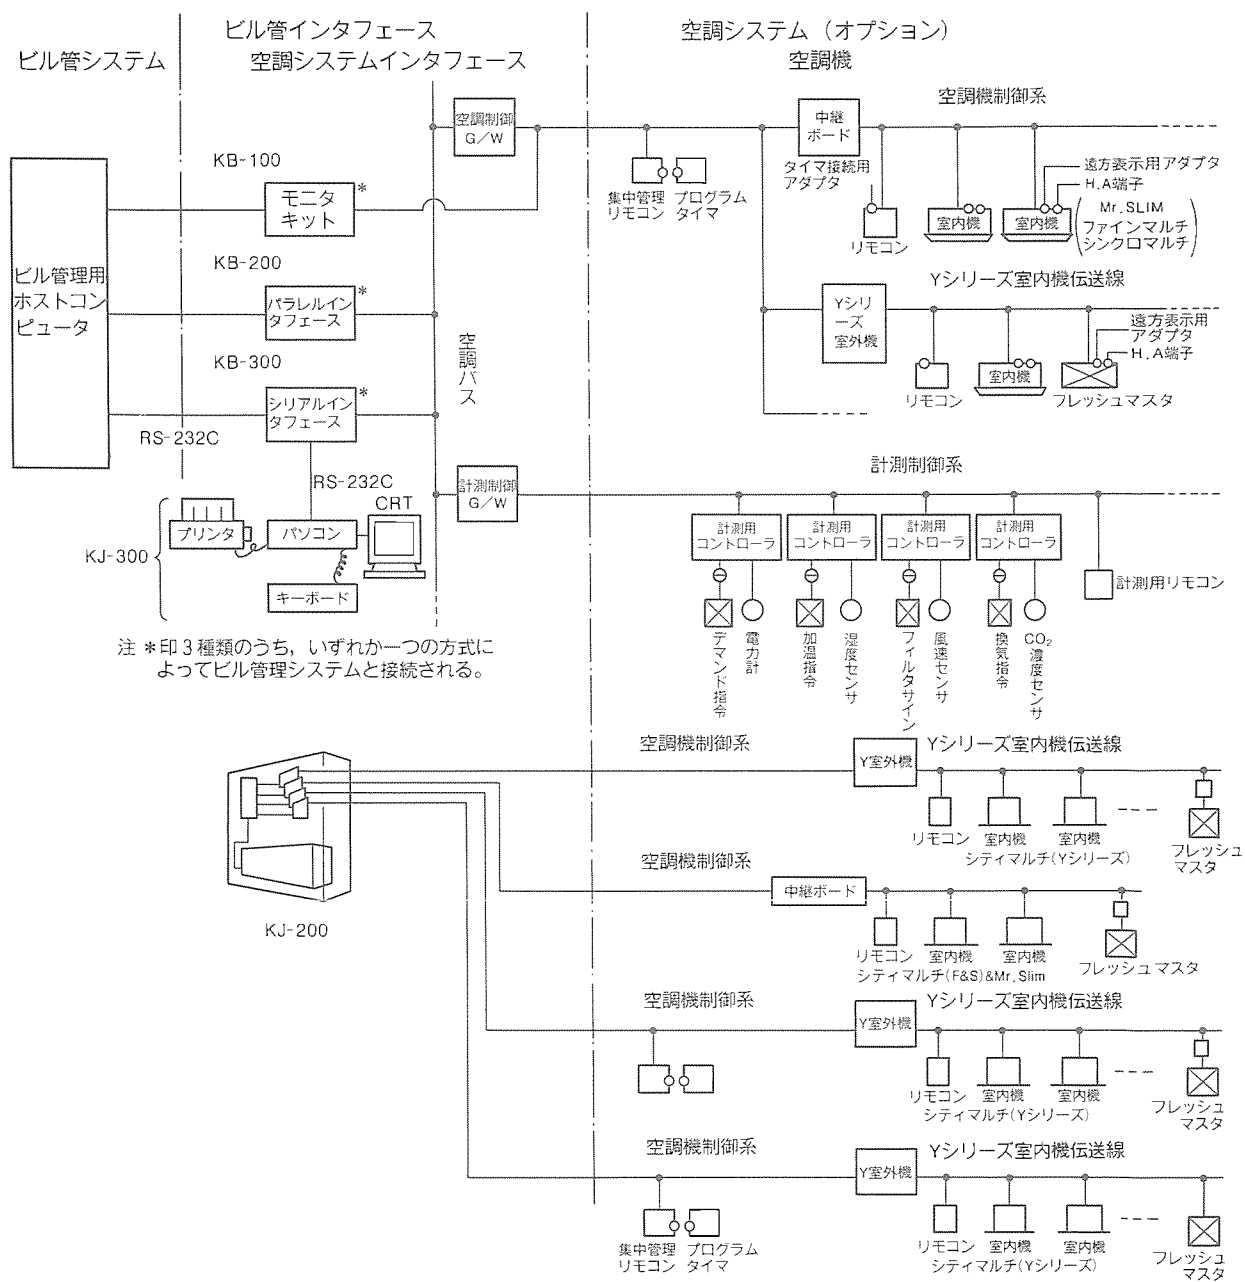 ビル管システム
ビル管インタフェース
空調システムインタフェース
空調システム（オプション）
空調機
空調制御
G／W
空調機制御系
中継
ボード
タイマ接続用
アダプタ
集中管理
リモコン
プログラム
タイマ
リモコン
室内機
室内機
遠方表示用アダプタ
H.A端子
Mr.SLIM
ファインマルチ
シンクロマルチ
KB-100
モニタ
キット
*
KB-200
パラレルイン
タフェース
*
KB-300
シリアルイン
タフェース
*
ビル管理用
ホストコン
ピュータ
空調バス
Yシリーズ室内機伝送線
Yシリ
ーズ
室外機
リモコン
室内機
遠方表示用
アダプタ
H.A端子
フレッシュマスタ
RS-232C
RS-232C
CRT
プリンタ
パソコン
キーボード
KJ-300
計測制御
G／W
計測制御系
計測用
コントローラ
計測用
コントローラ
計測用
コントローラ
計測用
コントローラ
計測用リモコン
デマンド指令
電力計
加温指令
湿度センサ
フィルタサイン
風速センサ
換気指令
CO₂濃度センサ
注 *印3種類のうち，いずれか一つの方式に
よってビル管理システムと接続される。
KJ-200
空調機制御系
Y室外機
Yシリーズ室内機伝送線
リモコン
室内機
室内機
シティマルチ(Yシリーズ)
フレッシュ
マスタ
空調機制御系
中継ボード
リモコン
室内機
室内機
シティマルチ(F&S)&Mr.Slim
フレッシュマスタ
空調機制御系
Y室外機
Yシリーズ室内機伝送線
リモコン
室内機
室内機
シティマルチ(Yシリーズ)
フレッシュ
マスタ
空調機制御系
集中管理
リモコン
プログラム
タイマ
Y室外機
Yシリーズ室内機伝送線
リモコン
室内機
室内機
シティマルチ(Yシリーズ)
フレッシュ
マスタ